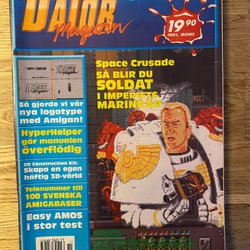 DATOR
Magazin
19.90
INKL. MOMS
Space Crusade
SÅ BLIR DU
SOLDAT
I IMPERIETS
MARINKÅR
Så gjorde vi vår
nya logotype
med Amigan!
HyperHelper
gör manualen
överflödig
3D Construction Kit:
Skapa en egen
häftig 3D-värld
Telenummer till
100 SVENSKA
AMIGABASER
Easy AMOS
i stor test